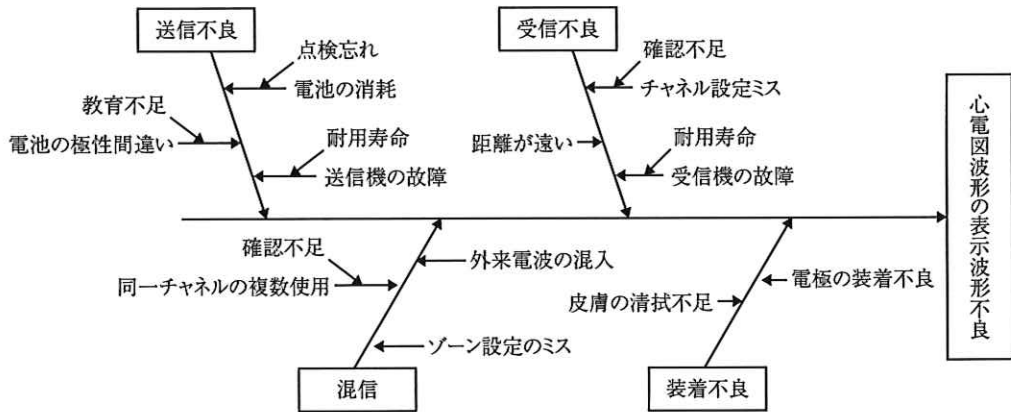 送信不良
点検忘れ
電池の消耗
教育不足
電池の極性間違い
耐用寿命
送信機の故障
受信不良
確認不足
チャネル設定ミス
距離が遠い
耐用寿命
受信機の故障
確認不足
同一チャネルの複数使用
外来電波の混入
ゾーン設定のミス
混信
皮膚の清拭不足
電極の装着不良
装着不良
心電図波形の表示波形不良